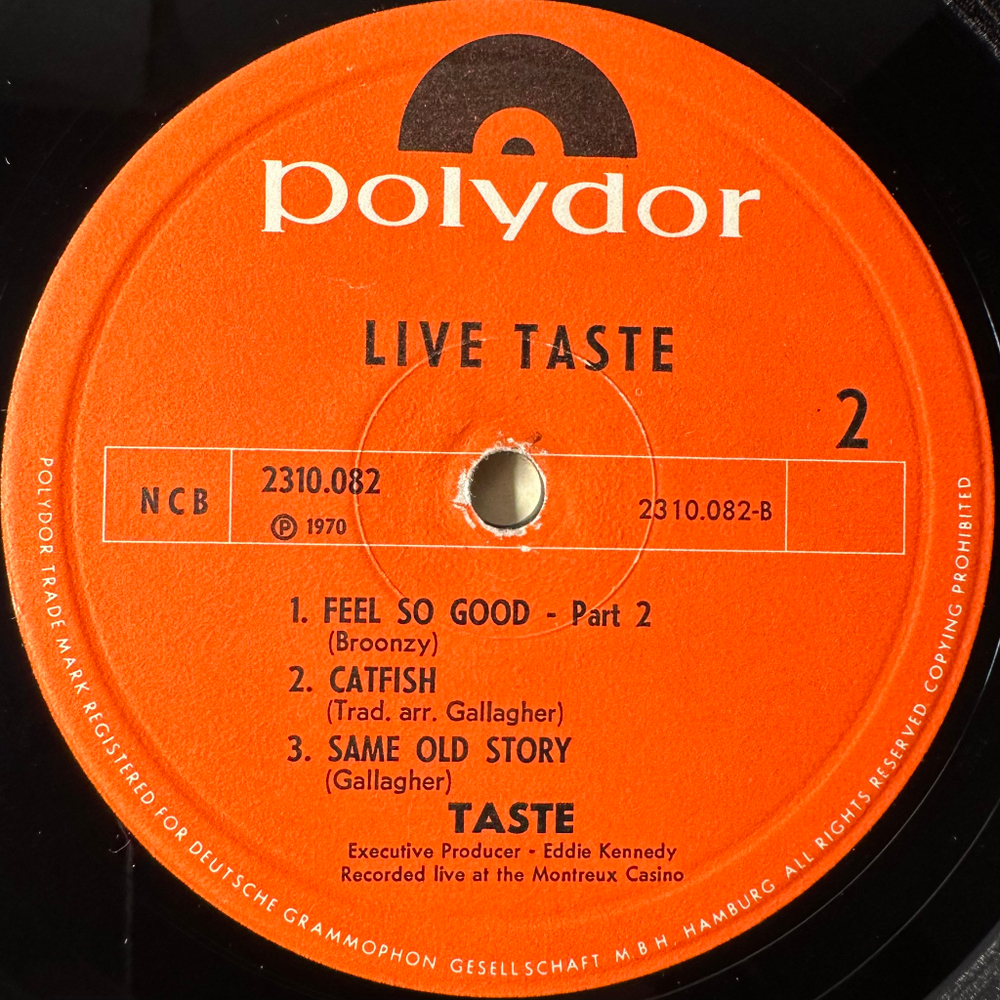 polydor
LIVE TASTE
2
NCB
2310.082
℗ 1970
2310.082-B
1. FEEL SO GOOD - Part 2
(Broonzy)
2. CATFISH
(Trad. arr. Gallagher)
3. SAME OLD STORY
(Gallagher)
TASTE
Executive Producer - Eddie Kennedy
Recorded live at the Montreux Casino
POLYDOR TRADE MARK REGISTERED FOR DEUTSCHE GRAMMOPHON GESELLSCHAFT M.B.H. HAMBURG ALL RIGHTS RESERVED COPYING PROHIBITED